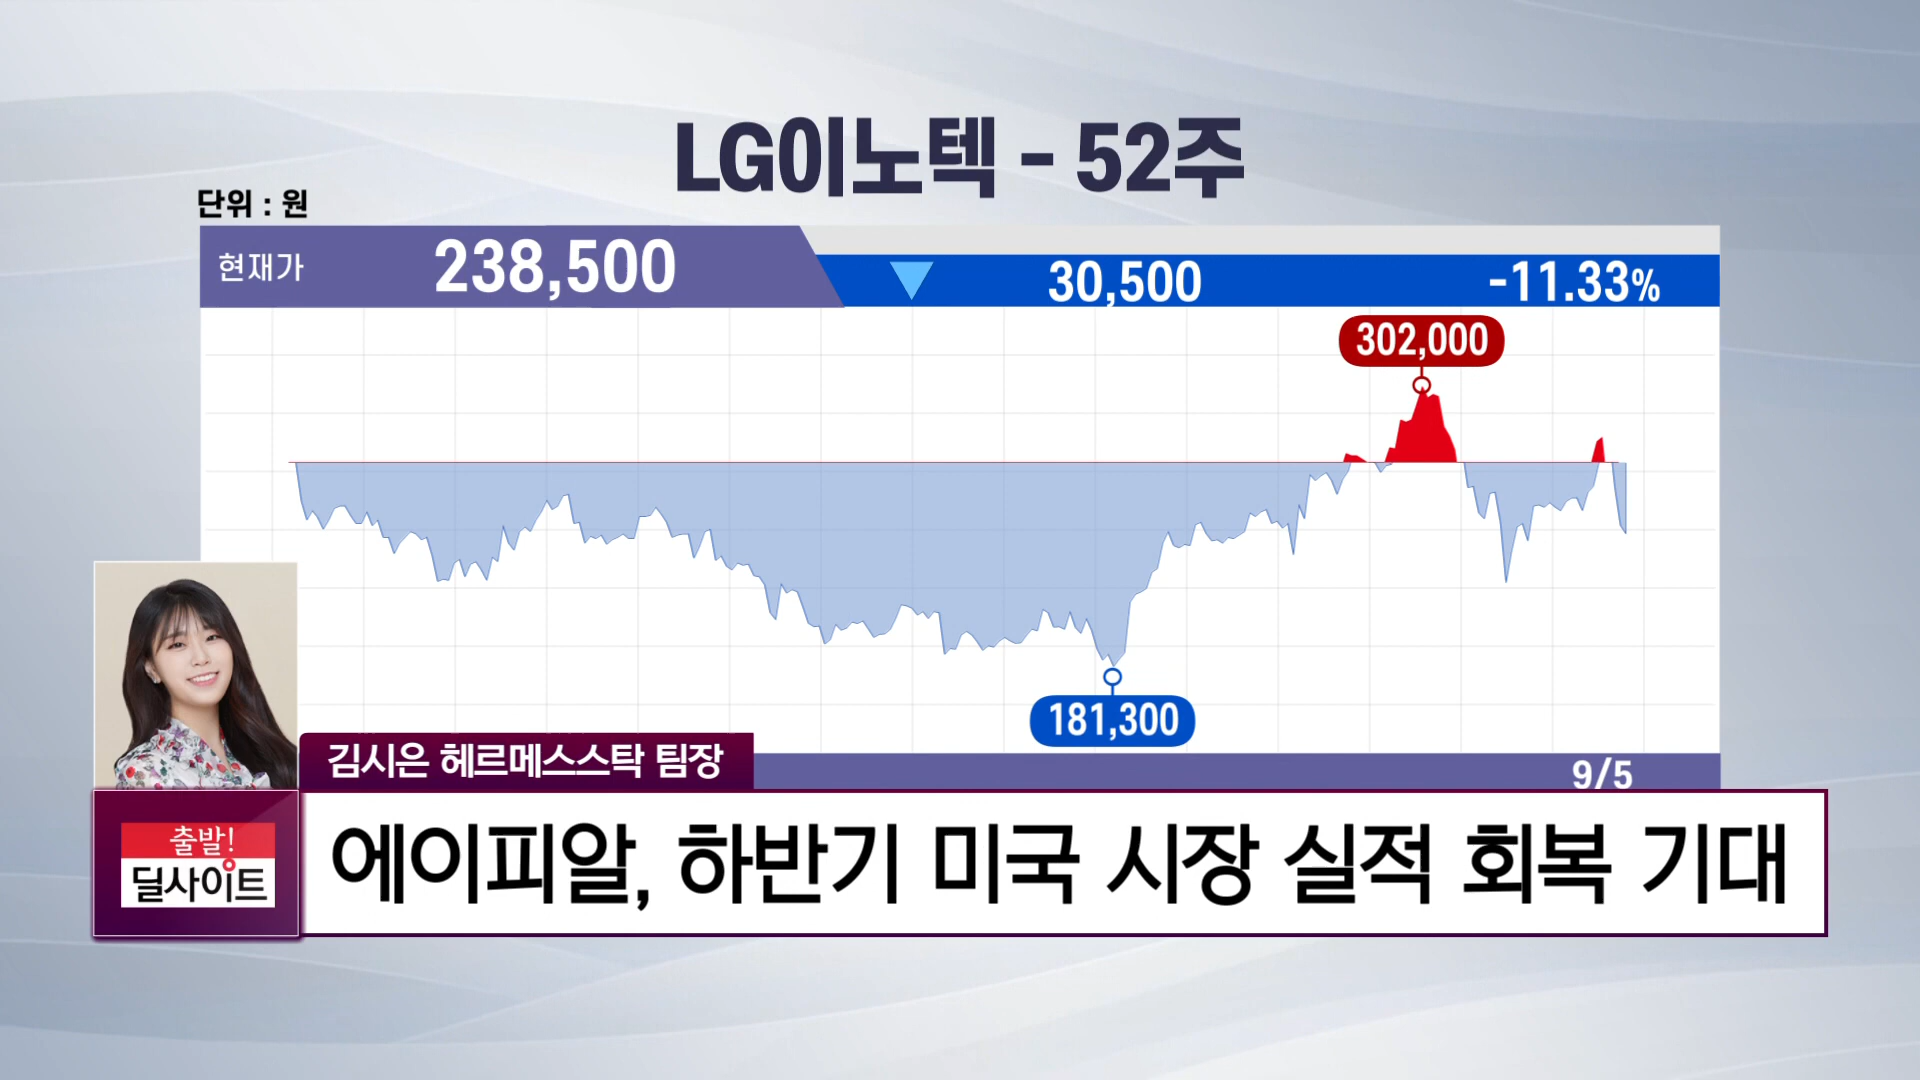 LG이노텍 - 52주
단위 : 원
현재가 238,500 ▼ 30,500 -11.33%
302,000
181,300
9/5
김시은 헤르메스스탁 팀장
출발!
딜사이트
에이피알, 하반기 미국 시장 실적 회복 기대